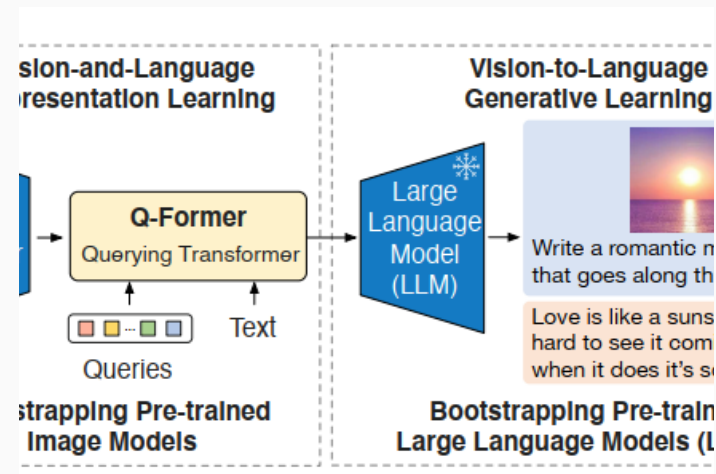 sion-and-Language
presentation Learning
Q-Former
Querying Transformer
Text
Queries
strapping Pre-trained
Image Models
Vision-to-Language
Generative Learning
Large
Language
Model
(LLM)
Write a romantic m
that goes along th
Love is like a suns
hard to see it com
when it does it's s
Bootstrapping Pre-train
Large Language Models (L